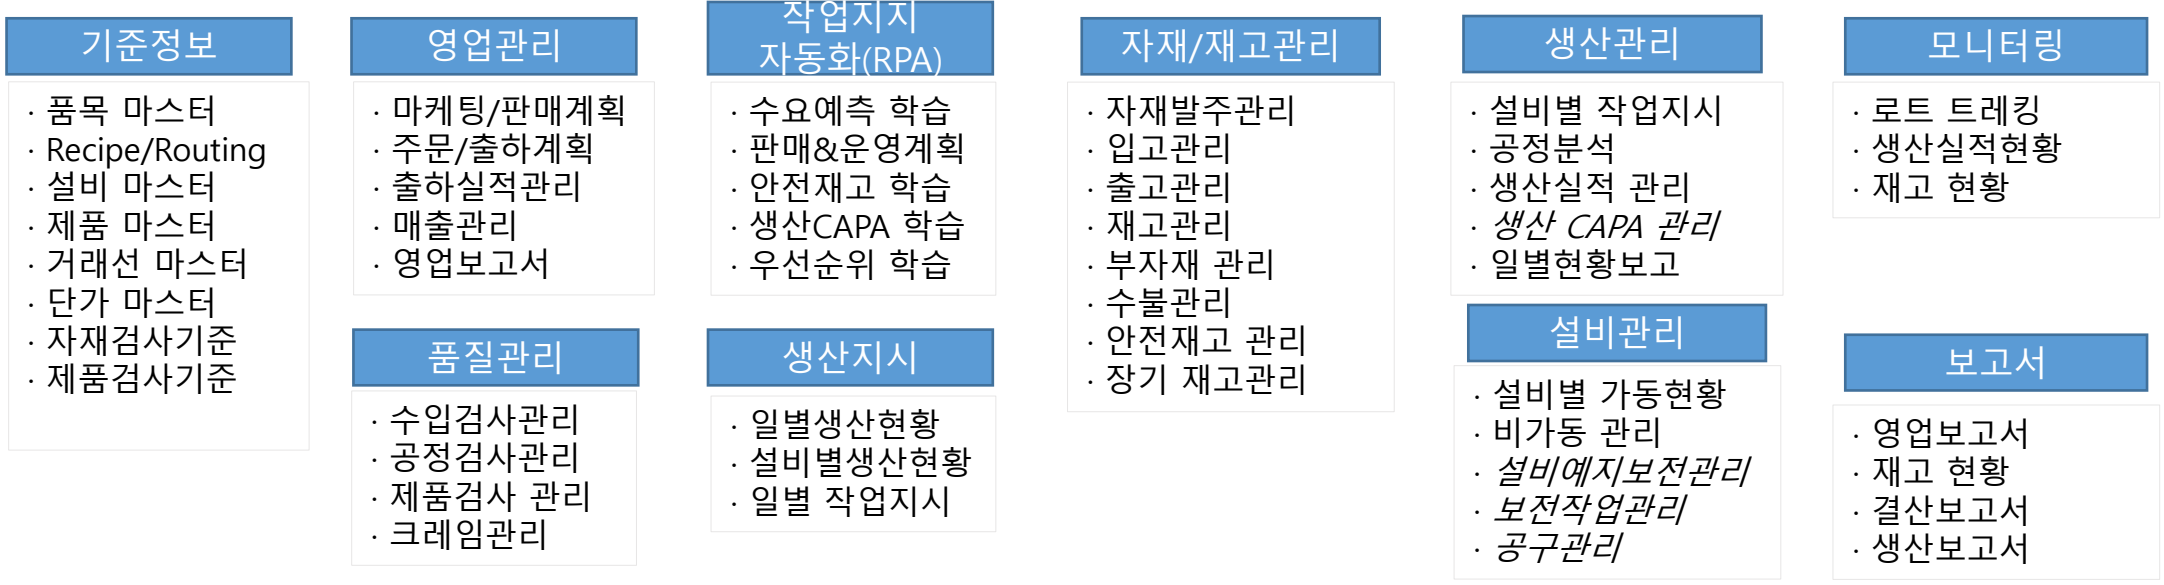 기준정보
· 품목 마스터
· Recipe/Routing
· 설비 마스터
· 제품 마스터
· 거래선 마스터
· 단가 마스터
· 자재검사기준
· 제품검사기준
영업관리
· 마케팅/판매계획
· 주문/출하계획
· 출하실적관리
· 매출관리
· 영업보고서
품질관리
· 수입검사관리
· 공정검사관리
· 제품검사 관리
· 크레임관리
작업지지
자동화(RPA)
· 수요예측 학습
· 판매&운영계획
· 안전재고 학습
· 생산CAPA 학습
· 우선순위 학습
생산지시
· 일별생산현황
· 설비별생산현황
· 일별 작업지시
자재/재고관리
· 자재발주관리
· 입고관리
· 출고관리
· 재고관리
· 부자재 관리
· 수불관리
· 안전재고 관리
· 장기 재고관리
생산관리
· 설비별 작업지시
· 공정분석
· 생산실적 관리
· 생산 CAPA 관리
· 일별현황보고
설비관리
· 설비별 가동현황
· 비가동 관리
· 설비예지보전관리
· 보전작업관리
· 공구관리
모니터링
· 로트 트레킹
· 생산실적현황
· 재고 현황
보고서
· 영업보고서
· 재고 현황
· 결산보고서
· 생산보고서